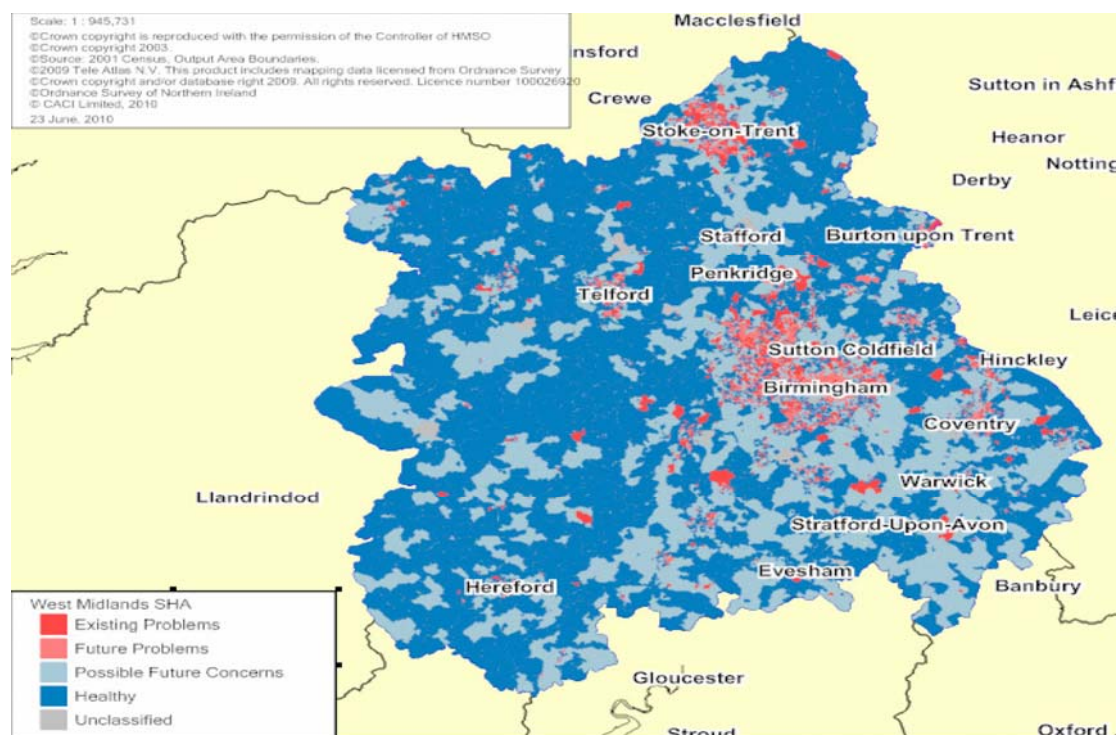 Scale: 1 : 945,731
©Crown copyright is reproduced with the permission of the Controller of HMSO
©Crown copyright 2003.
©Source: 2001 Census, Output Area Boundaries.
©2009 Tele Atlas N.V. This product includes mapping data licensed from Ordnance Survey
©Crown copyright and/or database right 2009. All rights reserved. Licence number 100026920
©Ordnance Survey of Northern Ireland
© CACI Limited, 2010
23 June, 2010
Macclesfield
insford
Crewe
Sutton in Ashf
Stoke-on-Trent
Heanor
Notting
Derby
Stafford
Burton upon Trent
Penkridge
Telford
Leice
Sutton Coldfield
Hinckley
Birmingham
Coventry
Warwick
Llandrindod
Stratford-Upon-Avon
Evesham
Hereford
Banbury
Gloucester
Stroud
Oxford
West Midlands SHA
Existing Problems
Future Problems
Possible Future Concerns
Healthy
Unclassified